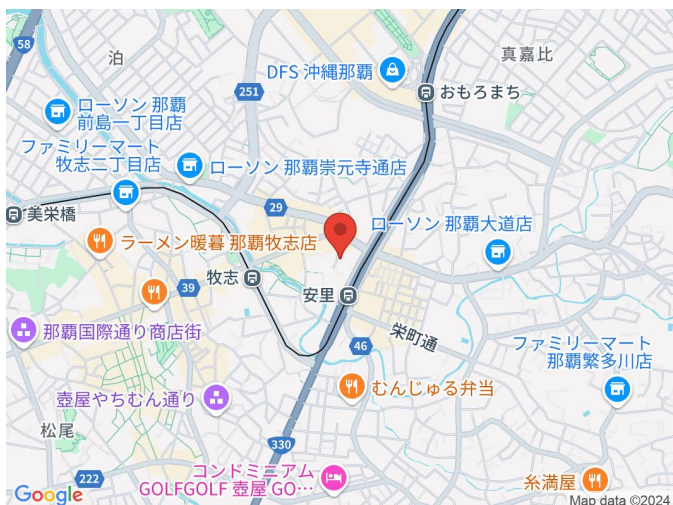 58
泊
真嘉比
DFS 沖縄那覇
251
おもろまち
ローソン 那覇
前島一丁目店
ファミリーマート
牧志二丁目店
ローソン 那覇崇元寺通店
29
美栄橋
ローソン 那覇大道店
ラーメン暖暮 那覇牧志店
牧志
39
安里
那覇国際通り商店街
栄町通
46
ファミリーマート
那覇繁多川店
壺屋やちむん通り
むんじゅる弁当
松尾
330
222
コンドミニアム
GOLFGOLF 壺屋 GO…
糸満屋
Google
Map data ©2024